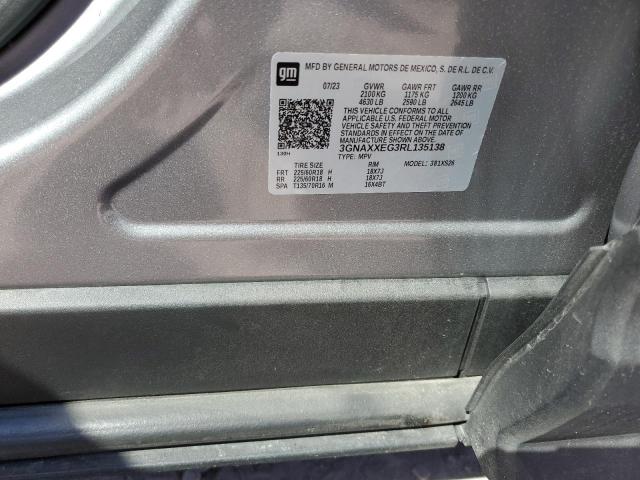 gm
MFD BY GENERAL MOTORS DE MEXICO, S. DE R.L. DE C.V.
07/23 GVWR GAWR FRT GAWR RR
2100 KG 1175 KG 1200 KG
4630 LB 2590 LB 2645 LB
THIS VEHICLE CONFORMS TO ALL
APPLICABLE U.S. FEDERAL MOTOR
VEHICLE SAFETY AND THEFT PREVENTION
STANDARDS IN EFFECT ON THE DATE OF
MANUFACTURE SHOWN ABOVE.
3GNAXXEG3RL135138
139H TYPE: MPV MODEL: 381XS26
TIRE SIZE RIM
FRT 225/60R18 H 18X7J
RR 225/60R18 H 18X7J
SPA T135/70R16 M 16X4BT